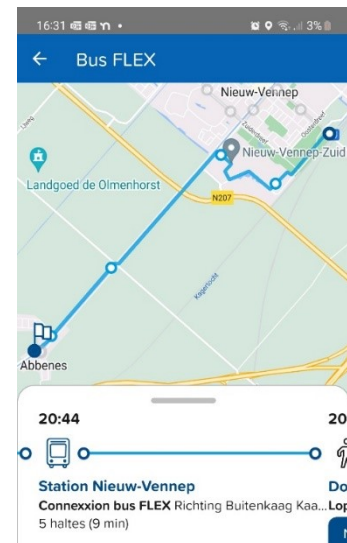 16:31
3%
Bus FLEX
Nieuw-Vennep
Nieuw-Vennep-Zuid
Landgoed de Olmenhorst
N207
Kagertocht
Abbenes
20:44
20
Station Nieuw-Vennep
Do
Connexxion bus FLEX Richting Buitenkaag Kaa...
Lop
5 haltes (9 min)
N